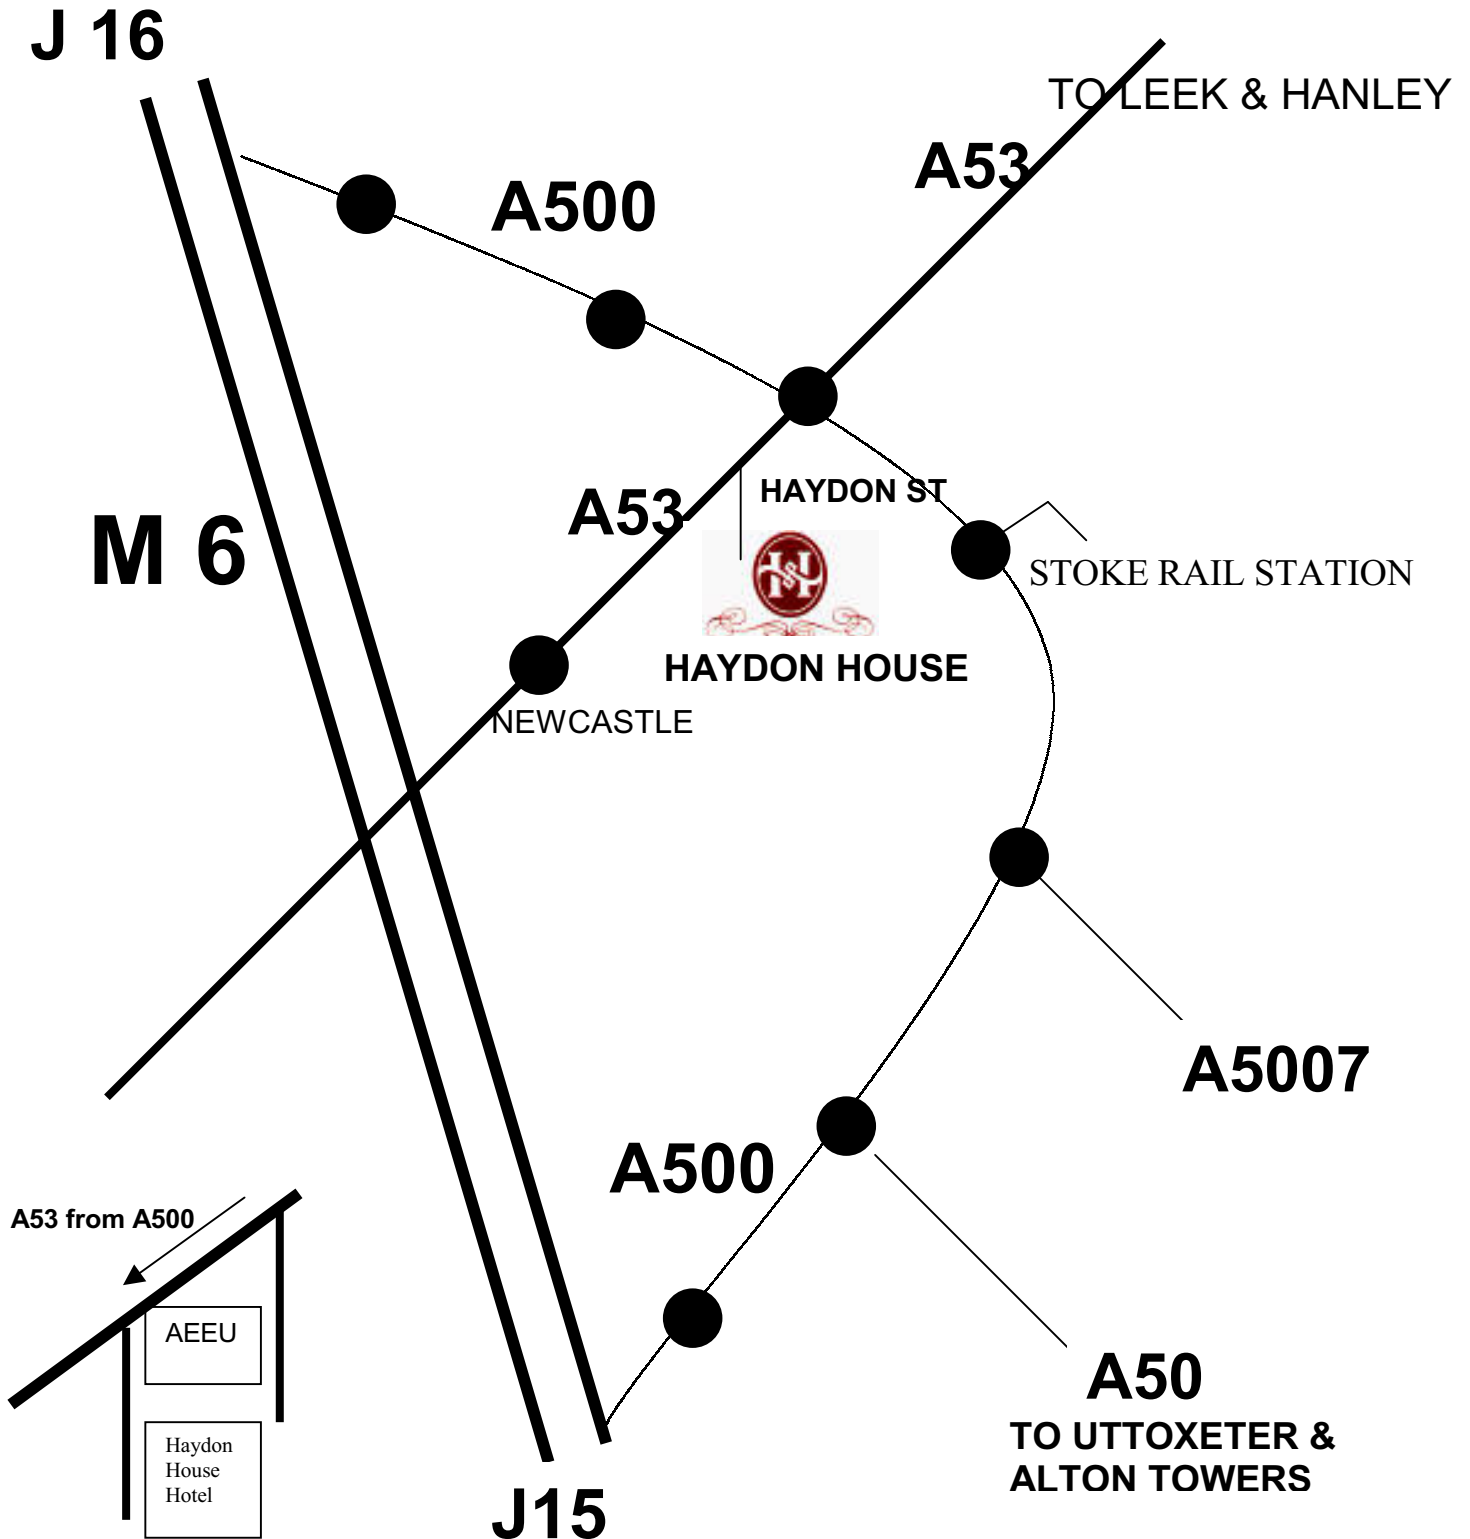 J 16
TO LEEK & HANLEY
A53
A500
HAYDON ST
A53
M 6
H S H
STOKE RAIL STATION
HAYDON HOUSE
NEWCASTLE
A5007
A500
A53 from A500
AEEU
A50
TO UTTOXETER &
ALTON TOWERS
Haydon
House
Hotel
J15